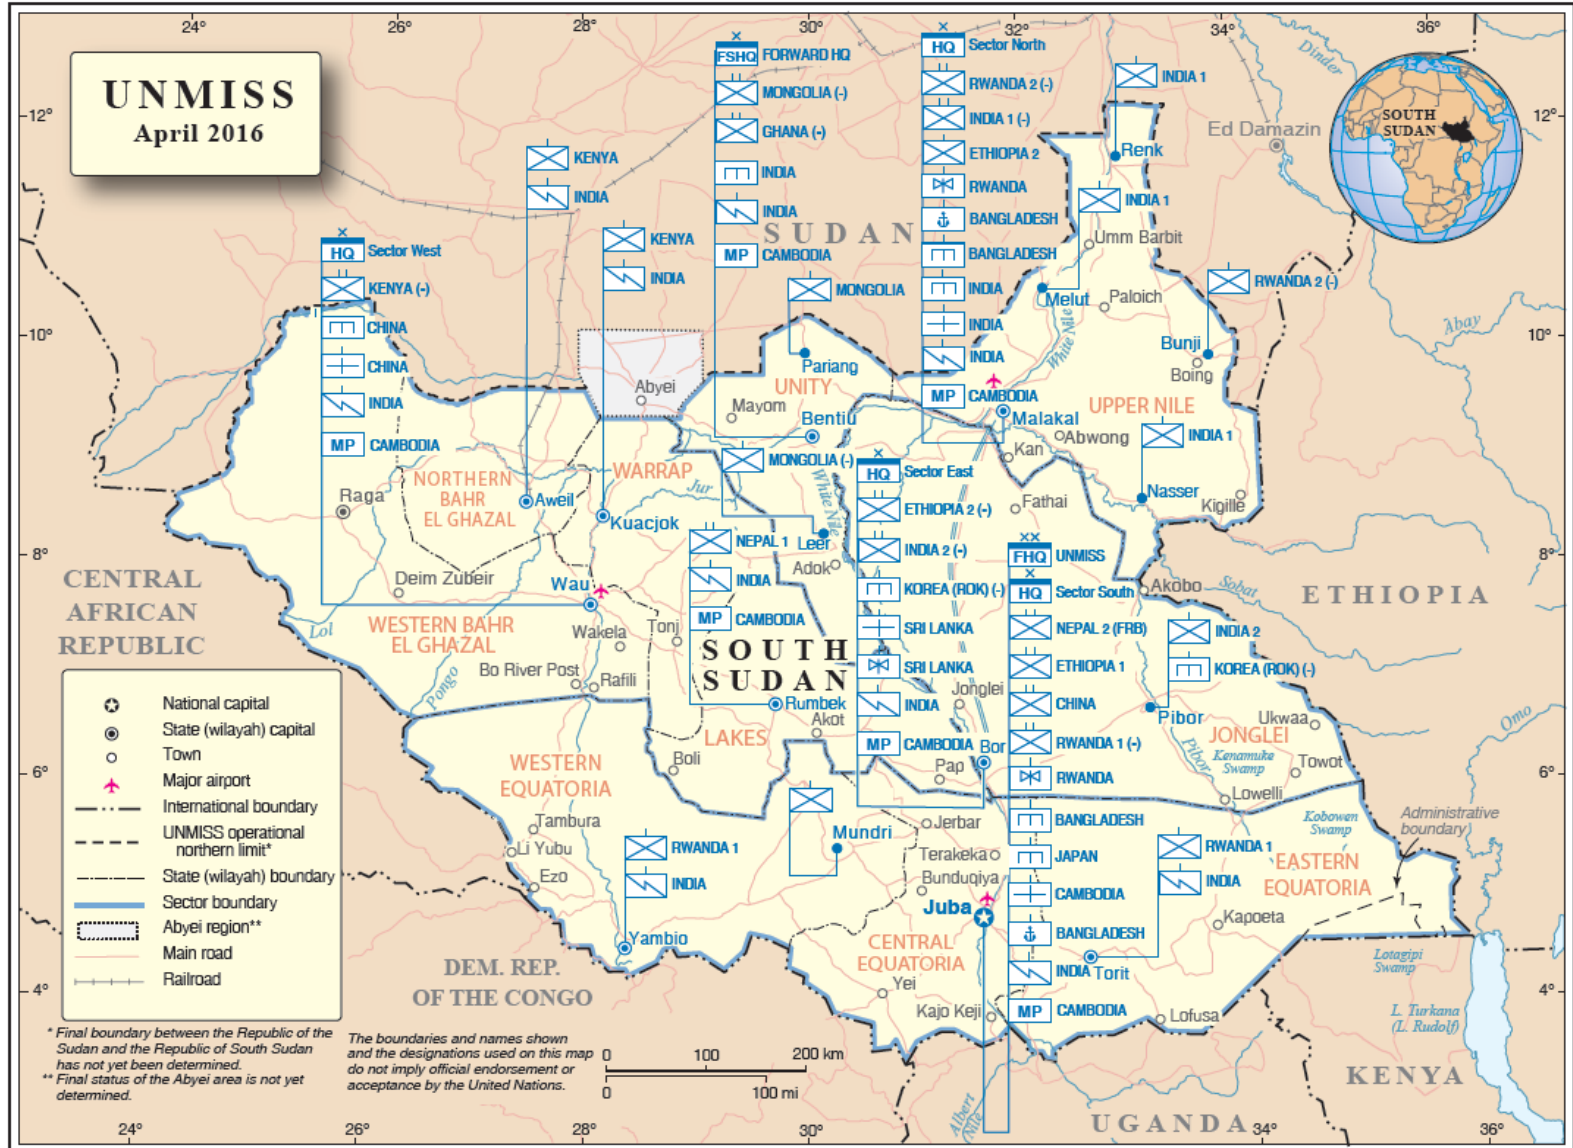 24°
26°
28°
30°
32°
34°
36°
UNMISS
April 2016
12°
10°
8°
6°
4°
12°
10°
8°
6°
4°
SOUTH
SUDAN
SUDAN
CENTRAL
AFRICAN
REPUBLIC
ETHIOPIA
DEM. REP.
OF THE CONGO
UGANDA
KENYA
SOUTH
SUDAN
HQ Sector West
KENYA (-)
CHINA
CHINA
INDIA
MP CAMBODIA
KENYA
INDIA
KENYA
INDIA
FSHQ FORWARD HQ
MONGOLIA (-)
GHANA (-)
INDIA
INDIA
MP CAMBODIA
MONGOLIA
MONGOLIA (-)
HQ Sector North
RWANDA 2 (-)
INDIA 1 (-)
ETHIOPIA 2
RWANDA
BANGLADESH
BANGLADESH
INDIA
INDIA
INDIA
MP CAMBODIA
INDIA 1
INDIA 1
RWANDA 2 (-)
INDIA 1
NEPAL 1
INDIA
MP CAMBODIA
HQ Sector East
ETHIOPIA 2 (-)
INDIA 2 (-)
KOREA (ROK) (-)
SRI LANKA
SRI LANKA
INDIA
MP CAMBODIA
FHQ UNMISS
HQ Sector South
NEPAL 2 (FRB)
ETHIOPIA 1
CHINA
RWANDA 1 (-)
RWANDA
BANGLADESH
JAPAN
CAMBODIA
BANGLADESH
INDIA
MP CAMBODIA
INDIA 2
KOREA (ROK) (-)
RWANDA 1
INDIA
RWANDA 1
INDIA
Ed Damazin
Renk
Umm Barbit
Melut
Paloich
Bunji
Boing
Pariang
UNITY
Abyei
Mayom
Bentiu
Malakal
UPPER NILE
Abwong
Kan
Fathai
Nasser
Kigille
NORTHERN
BAHR
EL GHAZAL
WARRAP
Raga
Aweil
Kuacjok
Leer
Adok
Deim Zubeir
Wau
WESTERN BAHR
EL GHAZAL
Wakela
Tonj
Bo River Post
Rafili
Rumbek
Akot
LAKES
Boli
Jonglei
Bor
Pap
Akobo
Pibor
JONGLEI
Ukwaa
Towot
Lowelli
Kenamuke
Swamp
Kobowen
Swamp
Administrative
boundary
WESTERN
EQUATORIA
Tambura
Li Yubu
Ezo
Yambio
Mundri
Jerbar
Terakeka
Bunduqiya
Juba
CENTRAL
EQUATORIA
Yei
Kajo Keji
Torit
EASTERN
EQUATORIA
Kapoeta
Lofusa
Lotagipi
Swamp
L. Turkana
(L. Rudolf)
Dinder
Abay
White Nile
White Nile
Jur
Lol
Pongo
Sobat
Omo
Pibor
Albert
Nile
National capital
State (wilayah) capital
Town
Major airport
International boundary
UNMISS operational
northern limit*
State (wilayah) boundary
Sector boundary
Abyei region**
Main road
Railroad
* Final boundary between the Republic of the
Sudan and the Republic of South Sudan
has not yet been determined.
** Final status of the Abyei area is not yet
determined.
The boundaries and names shown
and the designations used on this map
do not imply official endorsement or
acceptance by the United Nations.
0 100 200 km
0 100 mi
24°
26°
28°
30°
34°
36°